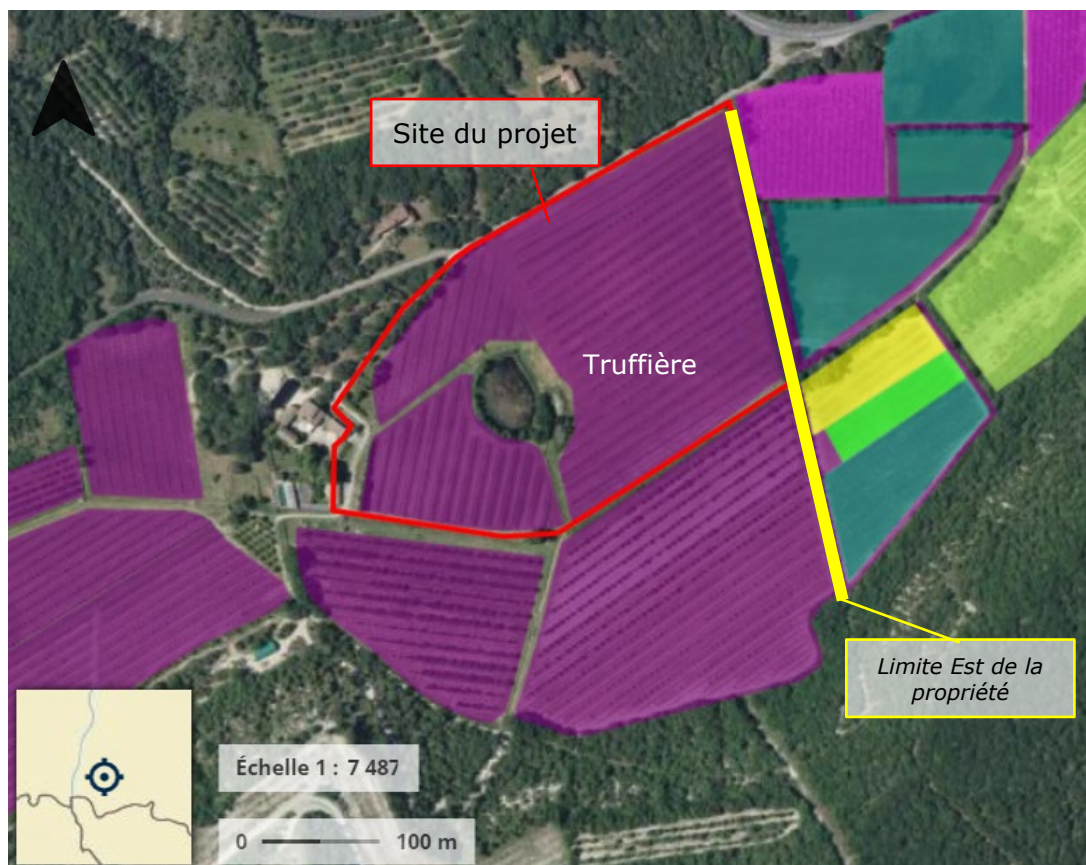 Site du projet
Truffière
Limite Est de la
propriété
Échelle 1 : 7 487
0
100 m